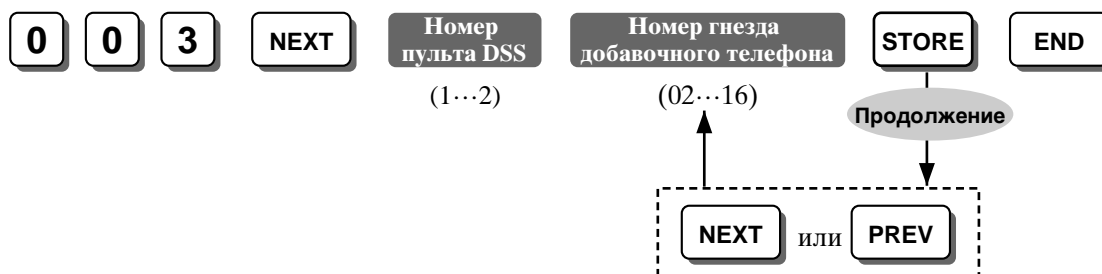 0 0 3 NEXT Номер пульта DSS Номер гнезда добавочного телефона STORE END
(1···2) (02···16)
Продолжение
NEXT или PREV